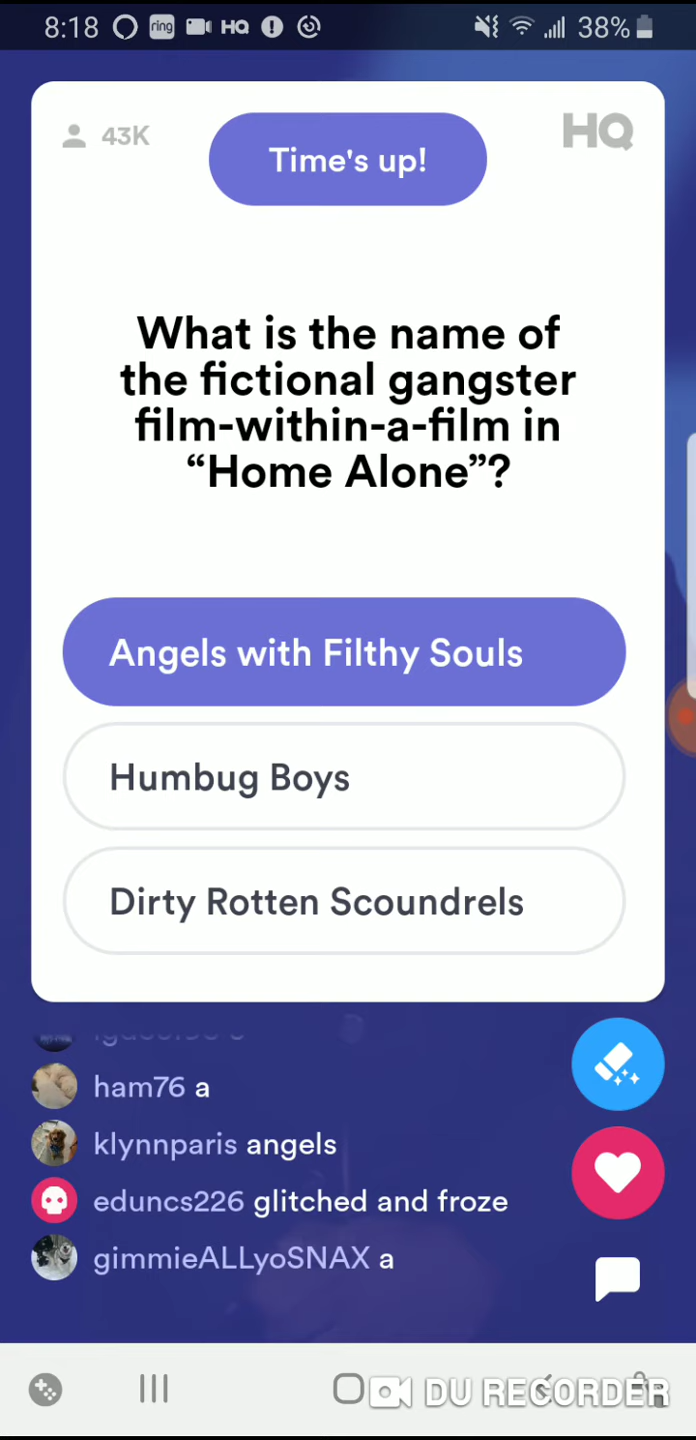 8:18 ring HQ 38%
43K
Time's up!
HQ
What is the name of
the fictional gangster
film-within-a-film in
“Home Alone”?
Angels with Filthy Souls
Humbug Boys
Dirty Rotten Scoundrels
ham76 a
klynnparis angels
eduncs226 glitched and froze
gimmieALLyoSNAX a
DU RECORDER